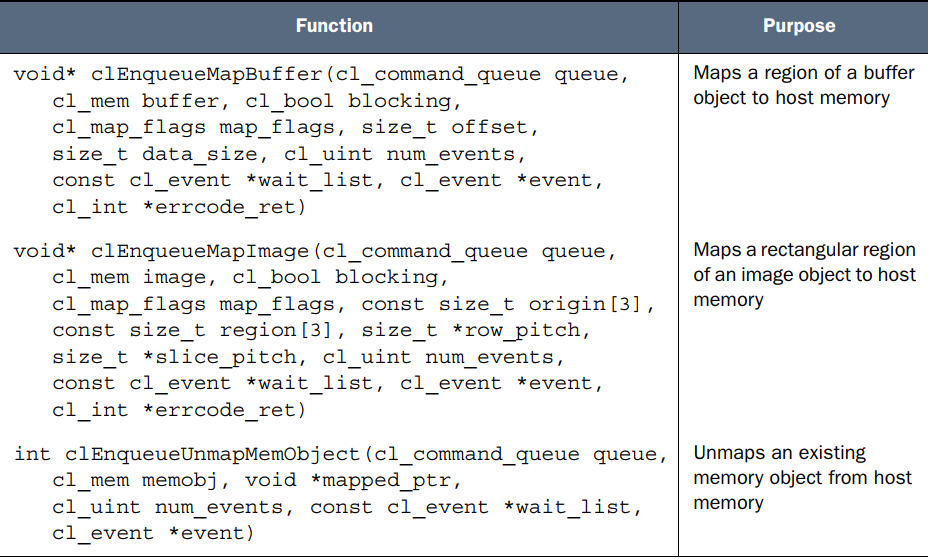 Function
Purpose
void* clEnqueueMapBuffer(cl_command_queue queue,
cl_mem buffer, cl_bool blocking,
cl_map_flags map_flags, size_t offset,
size_t data_size, cl_uint num_events,
const cl_event *wait_list, cl_event *event,
cl_int *errcode_ret)
Maps a region of a buffer
object to host memory
void* clEnqueueMapImage(cl_command_queue queue,
cl_mem image, cl_bool blocking,
cl_map_flags map_flags, const size_t origin[3],
const size_t region[3], size_t *row_pitch,
size_t *slice_pitch, cl_uint num_events,
const cl_event *wait_list, cl_event *event,
cl_int *errcode_ret)
Maps a rectangular region
of an image object to host
memory
int clEnqueueUnmapMemObject(cl_command_queue queue,
cl_mem memobj, void *mapped_ptr,
cl_uint num_events, const cl_event *wait_list,
cl_event *event)
Unmaps an existing
memory object from host
memory